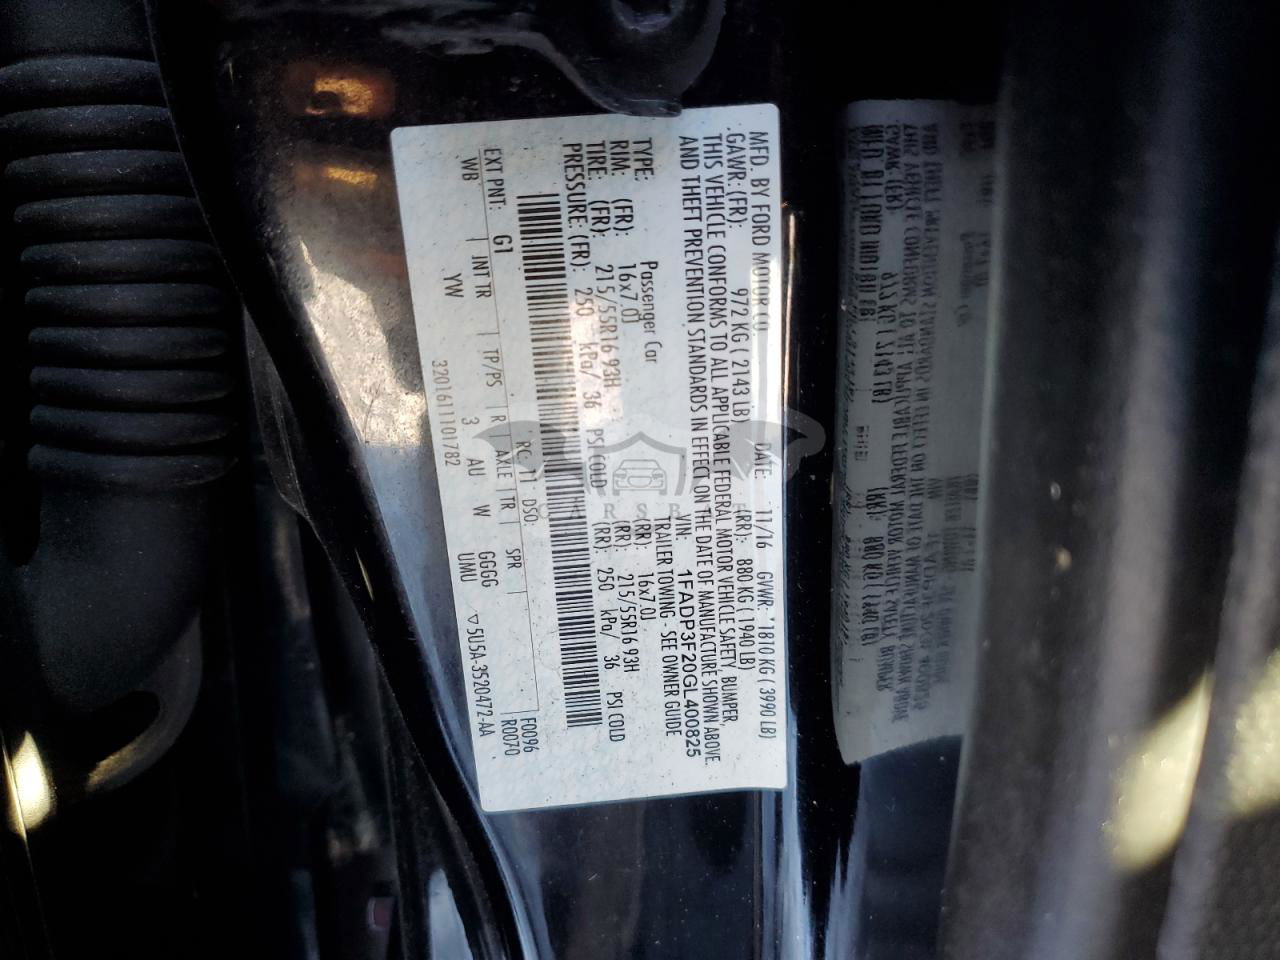 MFD. BY FORD MOTOR CO.
DATE: 11/16 GVWR: 1810 KG ( 3990 LB)
GAWR: (FR): 972 KG ( 2143 LB) (RR): 880 KG ( 1940 LB)
THIS VEHICLE CONFORMS TO ALL APPLICABLE FEDERAL MOTOR VEHICLE SAFETY, BUMPER,
AND THEFT PREVENTION STANDARDS IN EFFECT ON THE DATE OF MANUFACTURE SHOWN ABOVE.
VIN: 1FADP3F20GL400825
TYPE: Passenger Car TRAILER TOWING - SEE OWNER GUIDE
RIM: (FR): 16x7.0J (RR): 16x7.0J
TIRE: (FR): 215/55R16 93H (RR): 215/55R16 93H
PRESSURE: (FR): 250 kPa/ 36 PSI COLD (RR): 250 kPa/ 36 PSI COLD
RC: 71 DSO: F0096
R0070
EXT PNT: G1 INT TR TP/PS R AXLE TR SPR
WB YW 3 AU W GGGG
UMU
3201611101782 ▽5U5A-3520472-AA